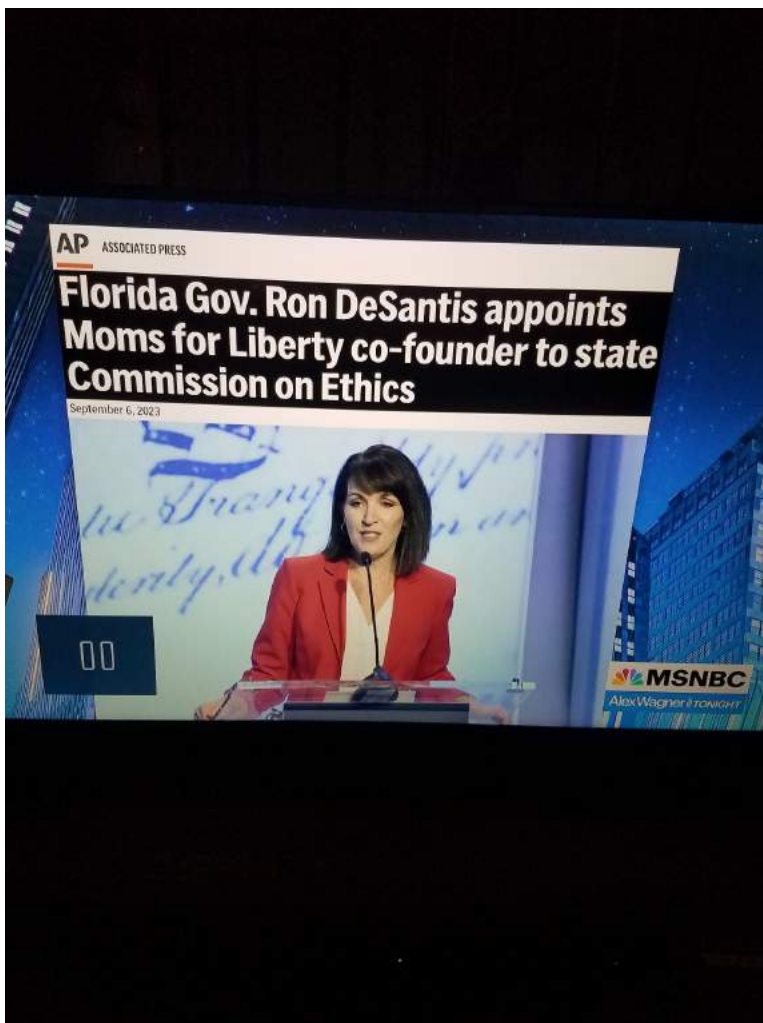 AP ASSOCIATED PRESS
Florida Gov. Ron DeSantis appoints
Moms for Liberty co-founder to state
Commission on Ethics
September 6, 2023
MSNBC
Alex Wagner TONIGHT